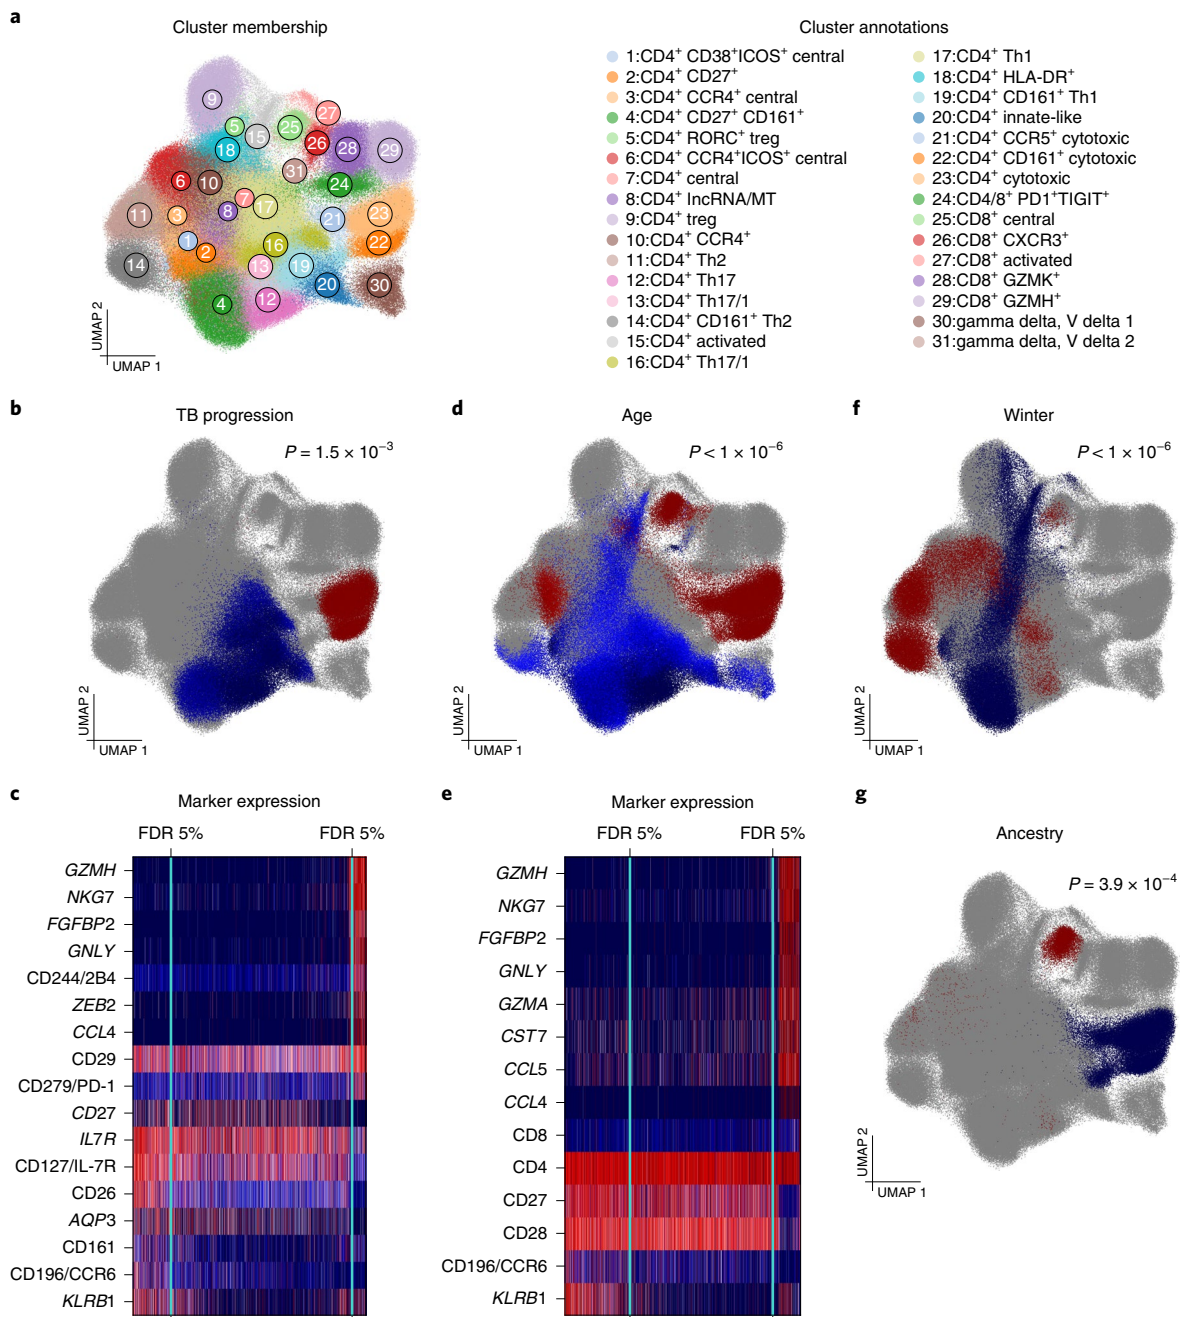 a
Cluster membership
9
5
15
25
27
26
18
28
29
31
6
10
24
7
8
17
11
3
21
23
1
2
16
22
14
13
19
20
30
4
12
UMAP 2
UMAP 1
Cluster annotations
1:CD4⁺ CD38⁺ICOS⁺ central
2:CD4⁺ CD27⁺
3:CD4⁺ CCR4⁺ central
4:CD4⁺ CD27⁺ CD161⁺
5:CD4⁺ RORC⁺ treg
6:CD4⁺ CCR4⁺ICOS⁺ central
7:CD4⁺ central
8:CD4⁺ lncRNA/MT
9:CD4⁺ treg
10:CD4⁺ CCR4⁺
11:CD4⁺ Th2
12:CD4⁺ Th17
13:CD4⁺ Th17/1
14:CD4⁺ CD161⁺ Th2
15:CD4⁺ activated
16:CD4⁺ Th17/1
17:CD4⁺ Th1
18:CD4⁺ HLA-DR⁺
19:CD4⁺ CD161⁺ Th1
20:CD4⁺ innate-like
21:CD4⁺ CCR5⁺ cytotoxic
22:CD4⁺ CD161⁺ cytotoxic
23:CD4⁺ cytotoxic
24:CD4/8⁺ PD1⁺TIGIT⁺
25:CD8⁺ central
26:CD8⁺ CXCR3⁺
27:CD8⁺ activated
28:CD8⁺ GZMK⁺
29:CD8⁺ GZMH⁺
30:gamma delta, V delta 1
31:gamma delta, V delta 2
b
TB progression
P = 1.5 × 10⁻³
UMAP 2
UMAP 1
d
Age
P < 1 × 10⁻⁶
UMAP 2
UMAP 1
f
Winter
P < 1 × 10⁻⁶
UMAP 2
UMAP 1
c
Marker expression
FDR 5% FDR 5%
GZMH
NKG7
FGFBP2
GNLY
CD244/2B4
ZEB2
CCL4
CD29
CD279/PD-1
CD27
IL7R
CD127/IL-7R
CD26
AQP3
CD161
CD196/CCR6
KLRB1
e
Marker expression
FDR 5% FDR 5%
GZMH
NKG7
FGFBP2
GNLY
GZMA
CST7
CCL5
CCL4
CD8
CD4
CD27
CD28
CD196/CCR6
KLRB1
g
Ancestry
P = 3.9 × 10⁻⁴
UMAP 2
UMAP 1